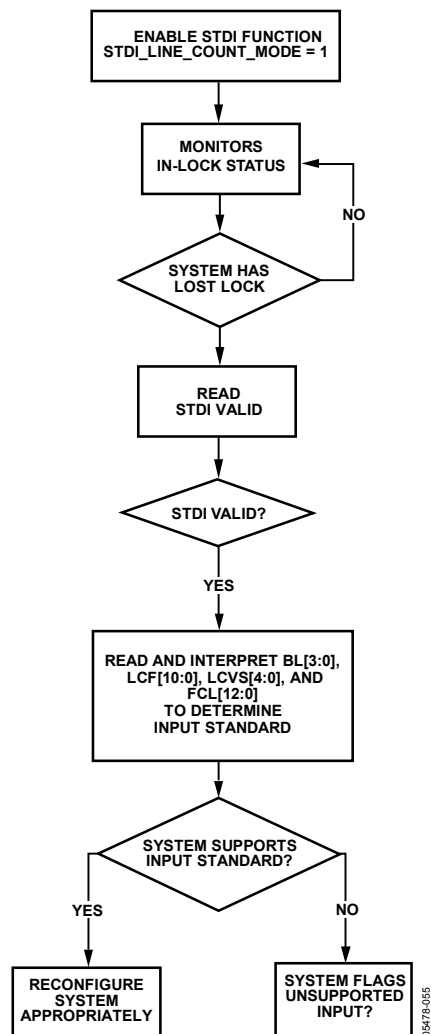 ENABLE STDI FUNCTION
STDI_LINE_COUNT_MODE = 1
MONITORS
IN-LOCK STATUS
NO
SYSTEM HAS
LOST LOCK
READ
STDI VALID
STDI VALID?
YES
READ AND INTERPRET BL[3:0],
LCF[10:0], LCVS[4:0], AND
FCL[12:0]
TO DETERMINE
INPUT STANDARD
SYSTEM SUPPORTS
INPUT STANDARD?
YES
NO
RECONFIGURE
SYSTEM
APPROPRIATELY
SYSTEM FLAGS
UNSUPPORTED
INPUT?
05478-055